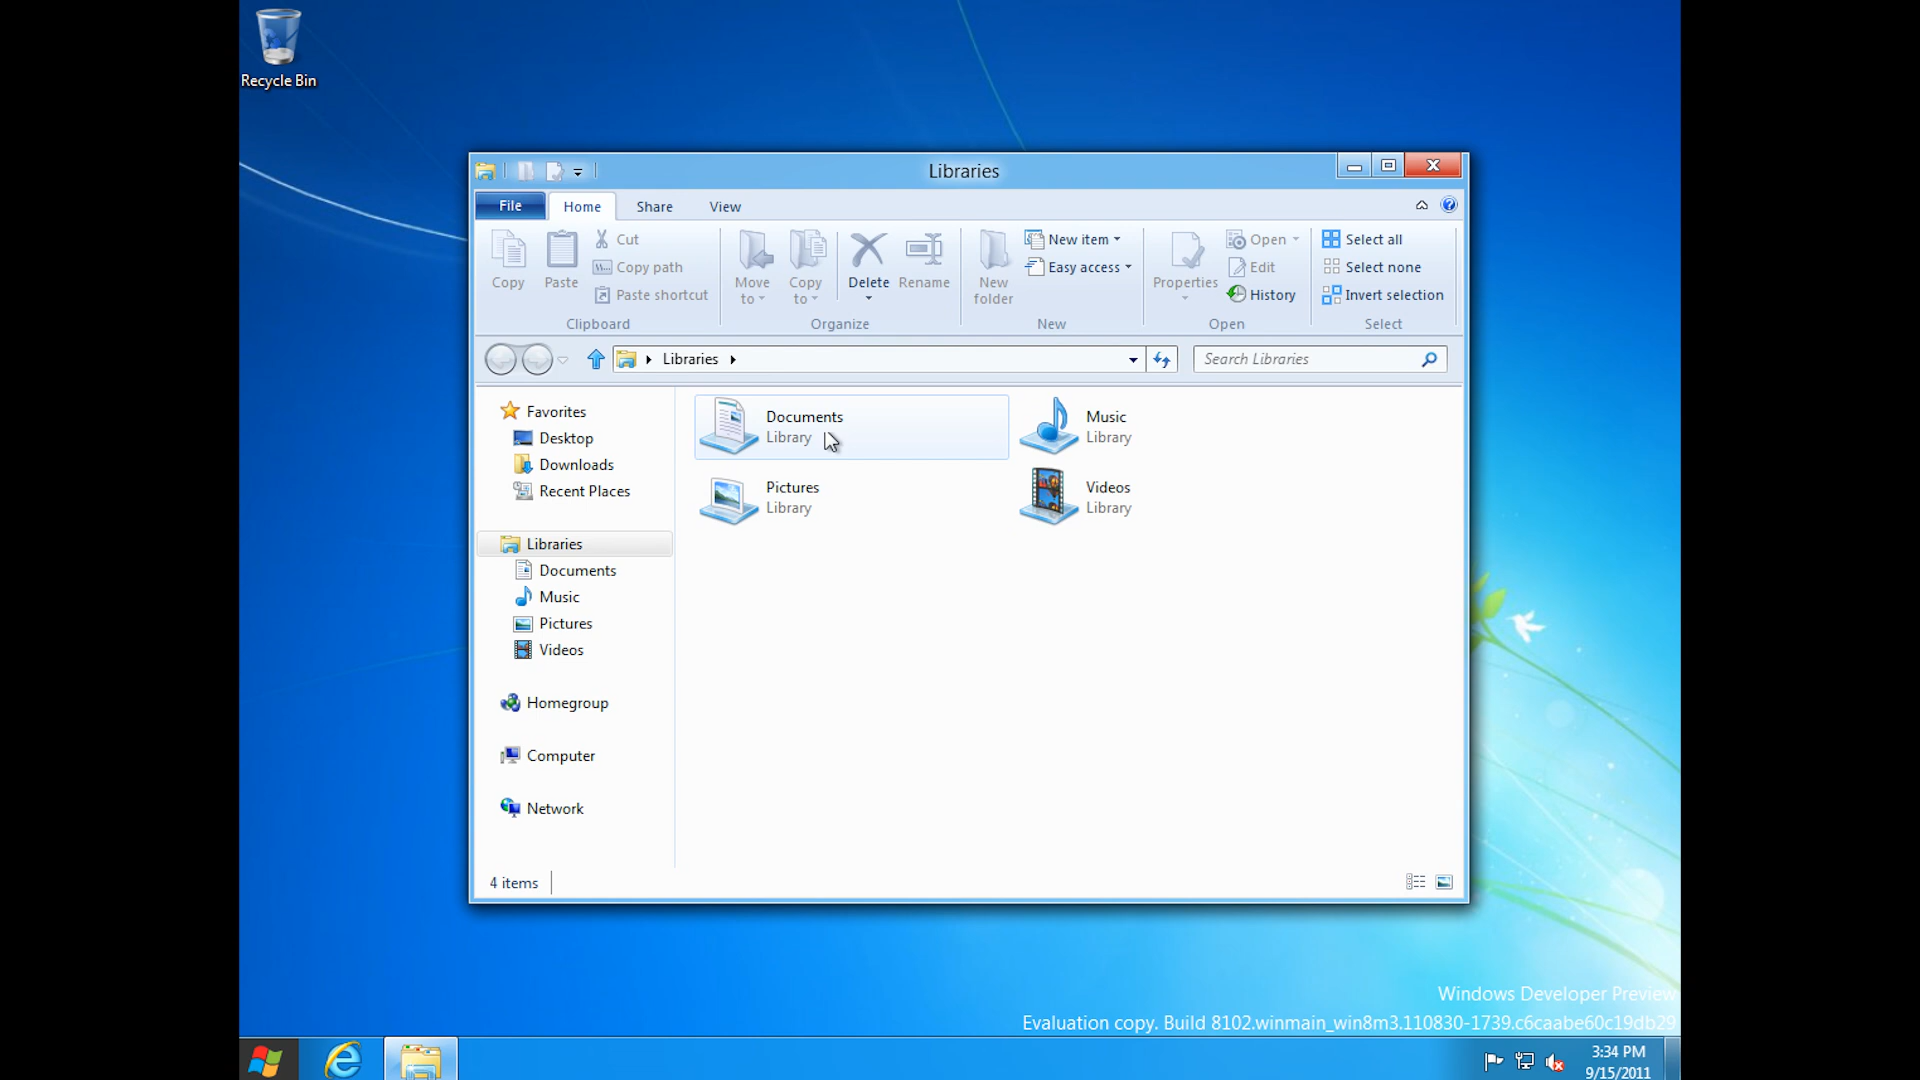 Recycle Bin
Libraries
File Home Share View
Copy
Paste
Cut
Copy path
Paste shortcut
Clipboard
Move to
Copy to
Delete
Rename
Organize
New folder
New item
Easy access
New
Properties
Open
Edit
History
Open
Select all
Select none
Invert selection
Select
Libraries
Search Libraries
Favorites
Desktop
Downloads
Recent Places
Libraries
Documents
Music
Pictures
Videos
Homegroup
Computer
Network
Documents
Library
Music
Library
Pictures
Library
Videos
Library
4 items
Windows Developer Preview
Evaluation copy. Build 8102.winmain_win8m3.110830-1739.c6caabe60c19db29
3:34 PM
9/15/2011